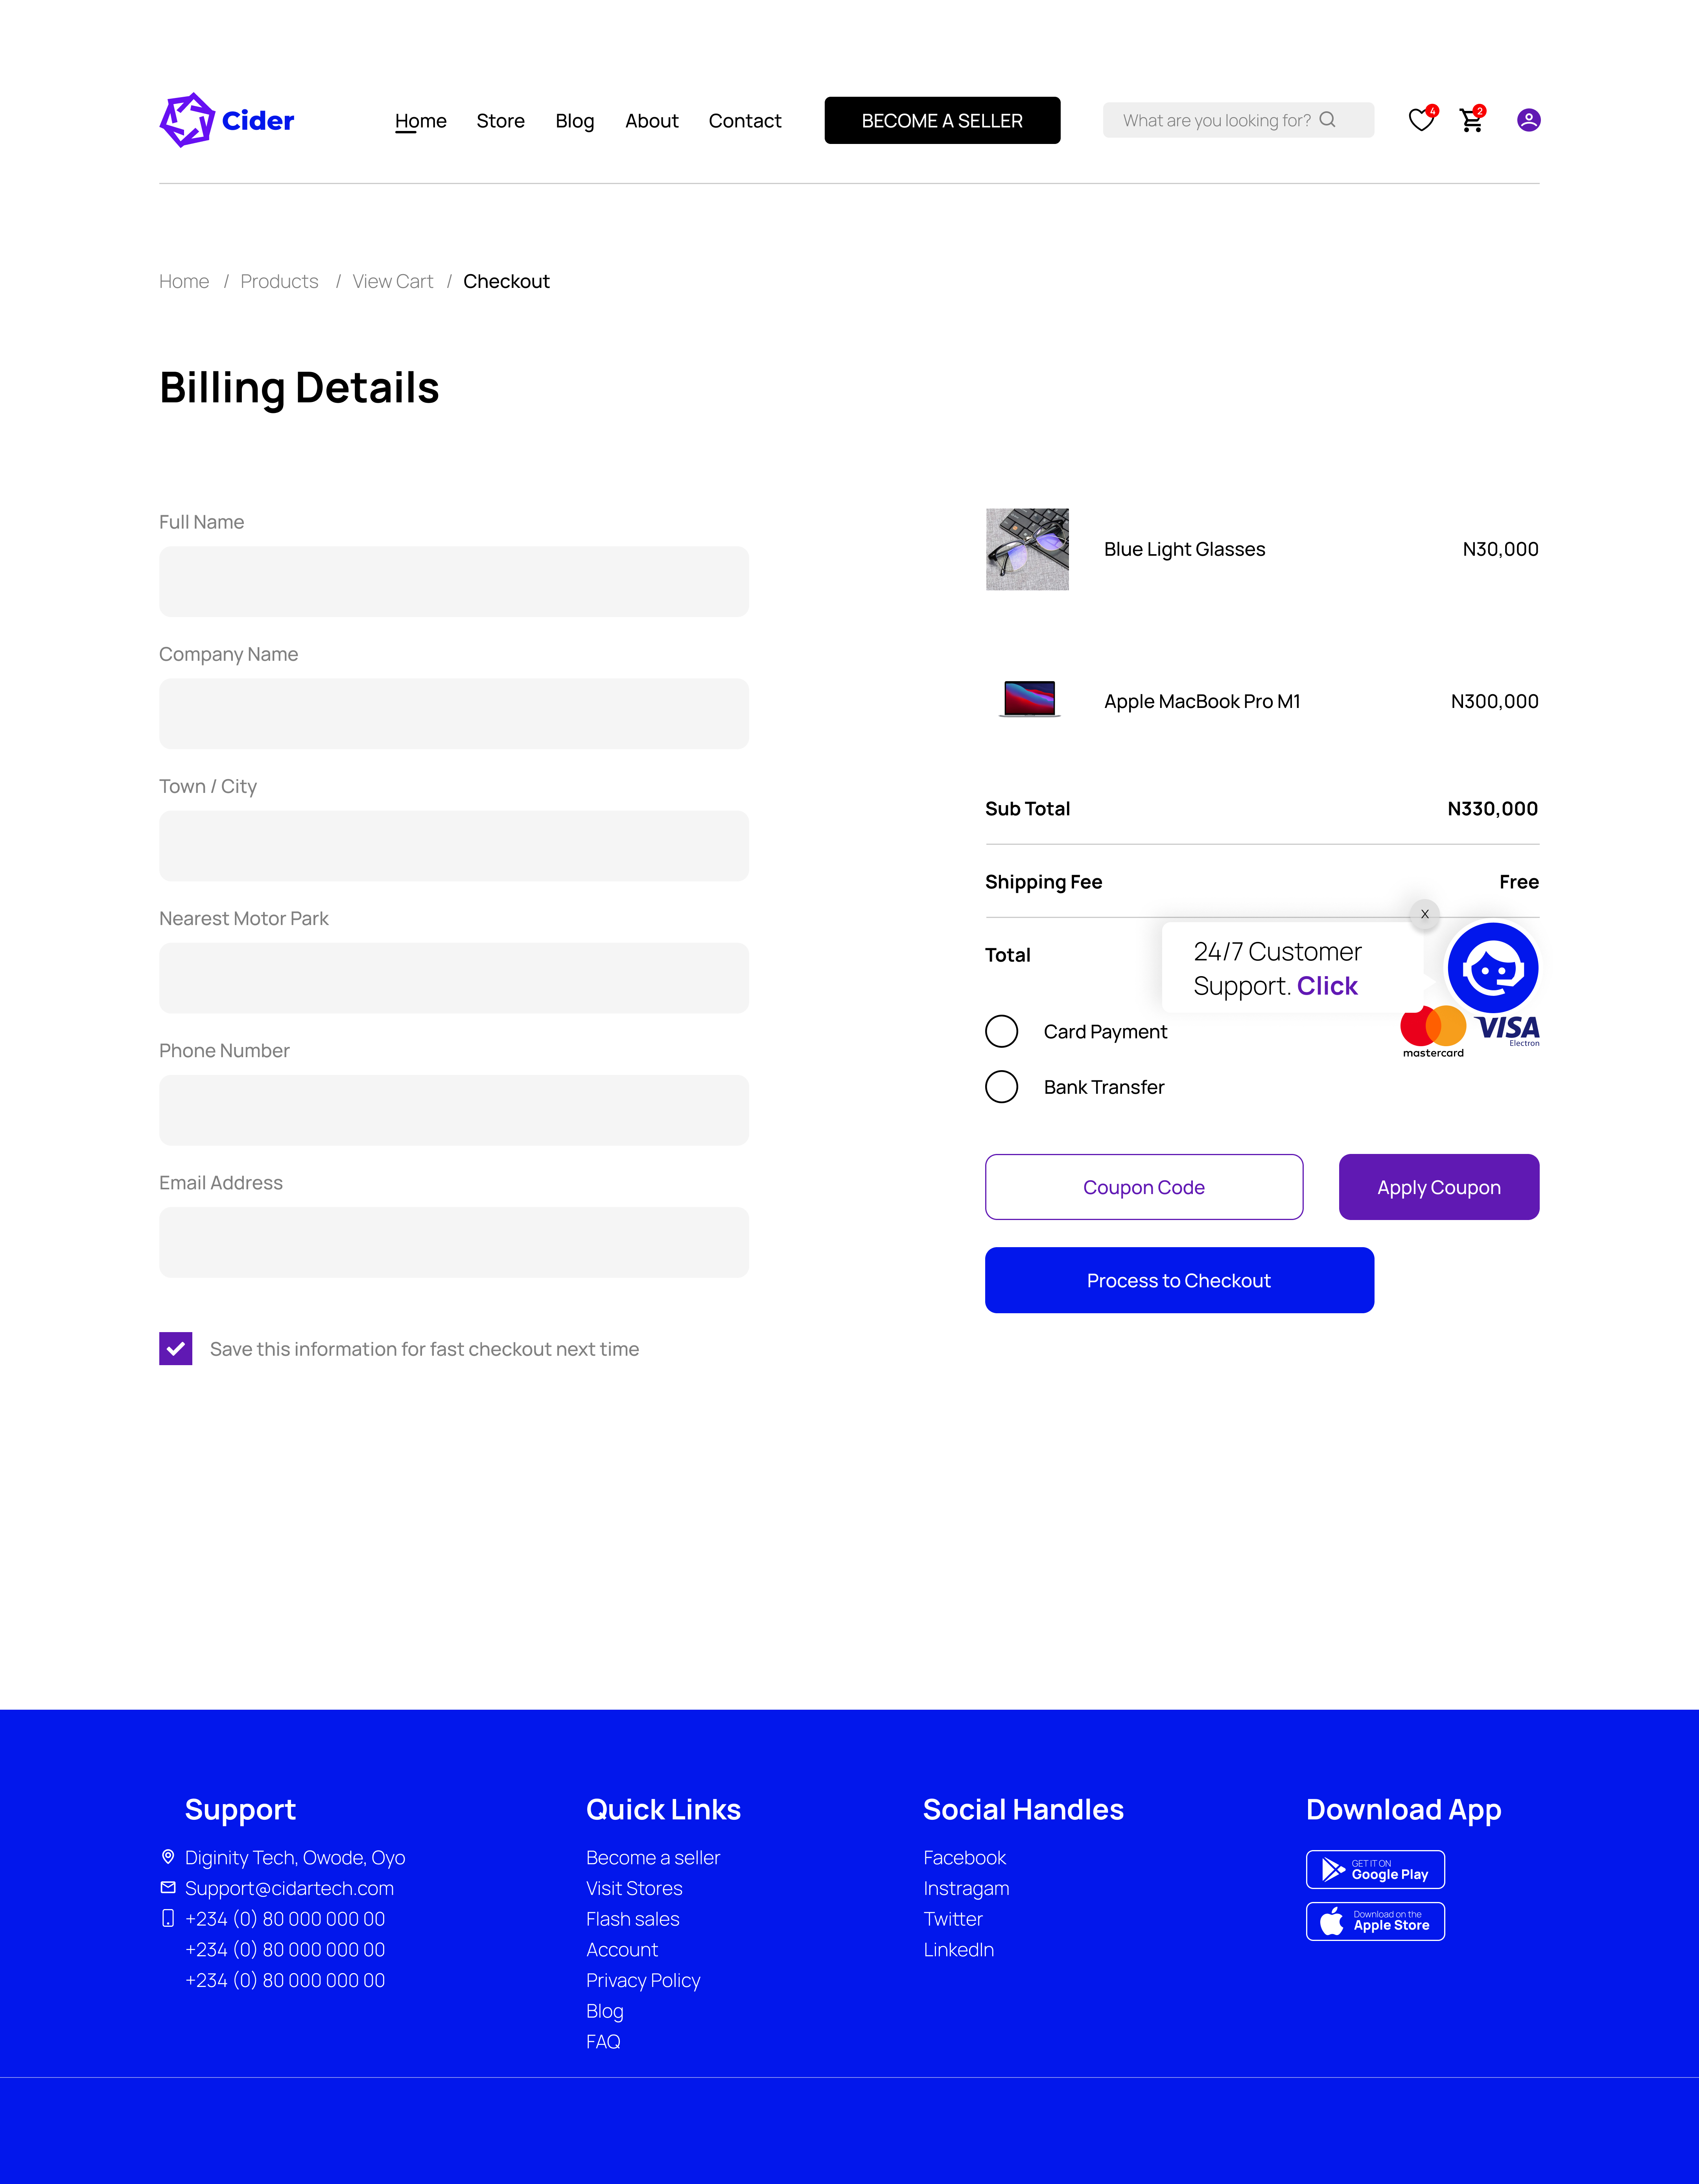 Cider
Home Store Blog About Contact BECOME A SELLER What are you looking for? 4 2
Home / Products / View Cart / Checkout
Billing Details
Full Name
Company Name
Town / City
Nearest Motor Park
Phone Number
Email Address
Save this information for fast checkout next time
Blue Light Glasses N30,000
Apple MacBook Pro M1 N300,000
Sub Total N330,000
Shipping Fee Free
X
Total
24/7 Customer
Support. Click
Card Payment
mastercard
VISA
Electron
Bank Transfer
Coupon Code Apply Coupon
Process to Checkout
Support
Diginity Tech, Owode, Oyo
Support@cidartech.com
+234 (0) 80 000 000 00
+234 (0) 80 000 000 00
+234 (0) 80 000 000 00
Quick Links
Become a seller
Visit Stores
Flash sales
Account
Privacy Policy
Blog
FAQ
Social Handles
Facebook
Instragam
Twitter
LinkedIn
Download App
GET IT ON
Google Play
Download on the
Apple Store